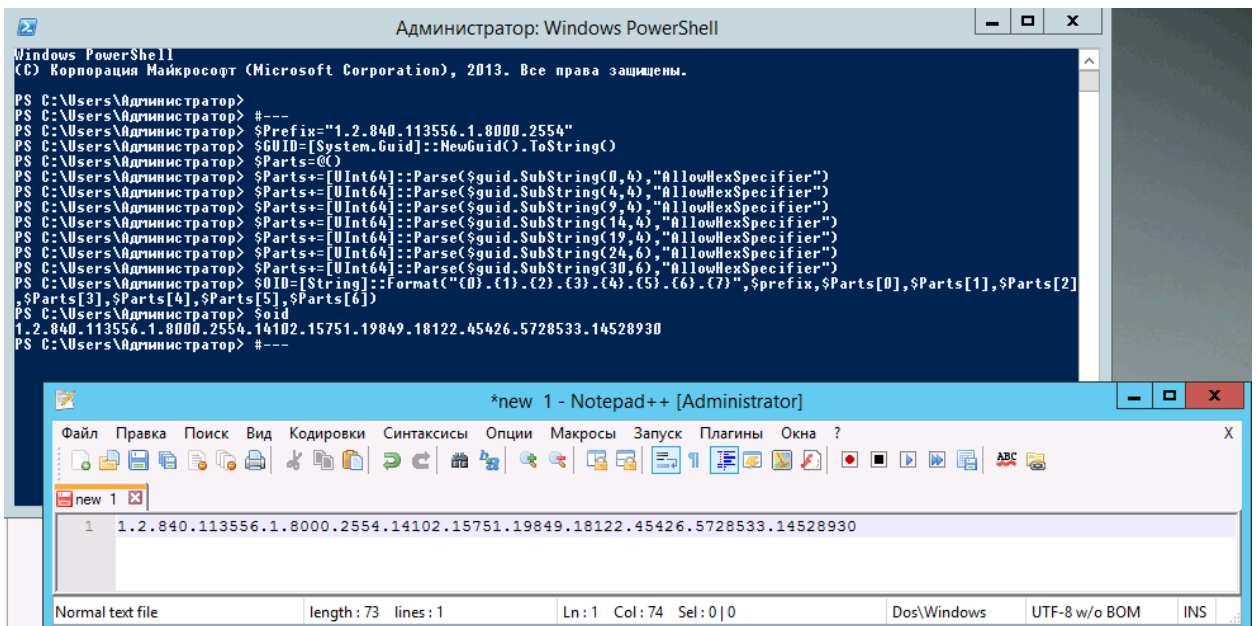 Администратор: Windows PowerShell
Windows PowerShell
(C) Корпорация Майкрософт (Microsoft Corporation), 2013. Все права защищены.
PS C:\Users\Администратор>
PS C:\Users\Администратор> #---
PS C:\Users\Администратор> $Prefix="1.2.840.113556.1.8000.2554"
PS C:\Users\Администратор> $GUID=[System.Guid]::NewGuid().ToString()
PS C:\Users\Администратор> $Parts=@()
PS C:\Users\Администратор> $Parts+=[UInt64]::Parse($guid.SubString(0,4),"AllowHexSpecifier")
PS C:\Users\Администратор> $Parts+=[UInt64]::Parse($guid.SubString(4,4),"AllowHexSpecifier")
PS C:\Users\Администратор> $Parts+=[UInt64]::Parse($guid.SubString(9,4),"AllowHexSpecifier")
PS C:\Users\Администратор> $Parts+=[UInt64]::Parse($guid.SubString(14,4),"AllowHexSpecifier")
PS C:\Users\Администратор> $Parts+=[UInt64]::Parse($guid.SubString(19,4),"AllowHexSpecifier")
PS C:\Users\Администратор> $Parts+=[UInt64]::Parse($guid.SubString(24,6),"AllowHexSpecifier")
PS C:\Users\Администратор> $Parts+=[UInt64]::Parse($guid.SubString(30,6),"AllowHexSpecifier")
PS C:\Users\Администратор> $OID=[String]::Format("{0}.{1}.{2}.{3}.{4}.{5}.{6}.{7}",$prefix,$Parts[0],$Parts[1],$Parts[2]
,$Parts[3],$Parts[4],$Parts[5],$Parts[6])
PS C:\Users\Администратор> $oid
1.2.840.113556.1.8000.2554.14102.15751.19849.18122.45426.5728533.14528930
PS C:\Users\Администратор> #---
*new 1 - Notepad++ [Administrator]
Файл Правка Поиск Вид Кодировки Синтаксисы Опции Макросы Запуск Плагины Окна ? X
ABC
new 1
1 1.2.840.113556.1.8000.2554.14102.15751.19849.18122.45426.5728533.14528930
Normal text file length : 73 lines : 1 Ln : 1 Col : 74 Sel : 0 | 0 Dos\Windows UTF-8 w/o BOM INS